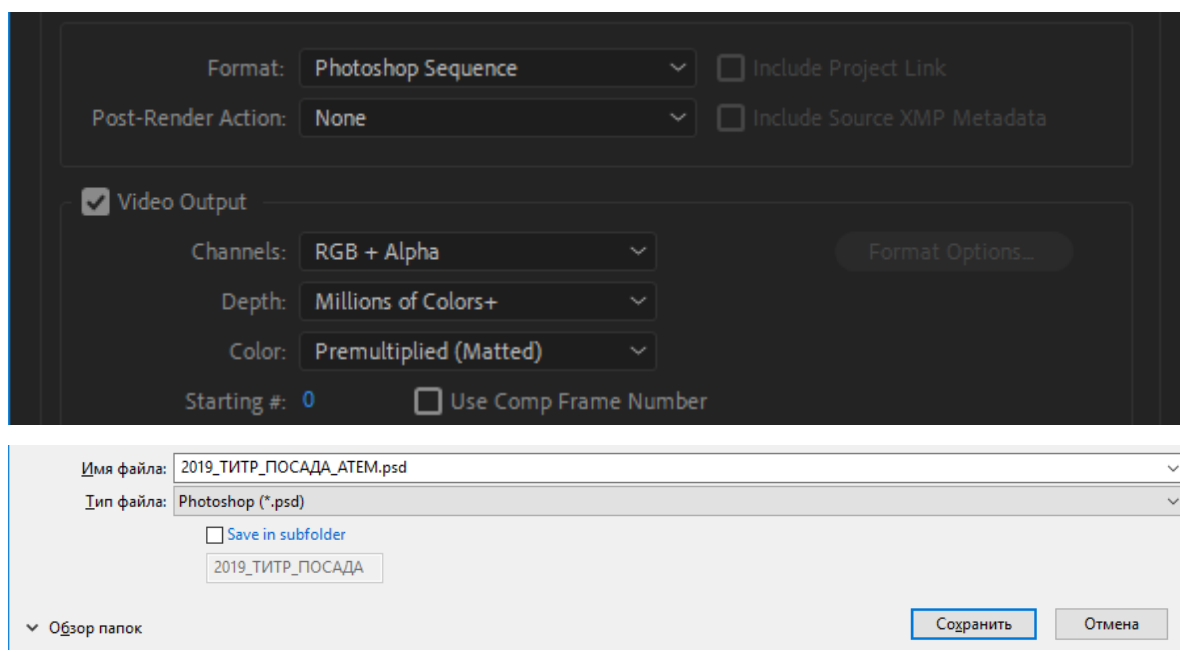 Format: Photoshop Sequence Include Project Link
Post-Render Action: None Include Source XMP Metadata
Video Output
Channels: RGB + Alpha Format Options...
Depth: Millions of Colors+
Color: Premultiplied (Matted)
Starting #: 0 Use Comp Frame Number
Имя файла: 2019_ТИТР_ПОСАДА_ATEM.psd
Тип файла: Photoshop (*.psd)
Save in subfolder
2019_ТИТР_ПОСАДА
Обзор папок Сохранить Отмена